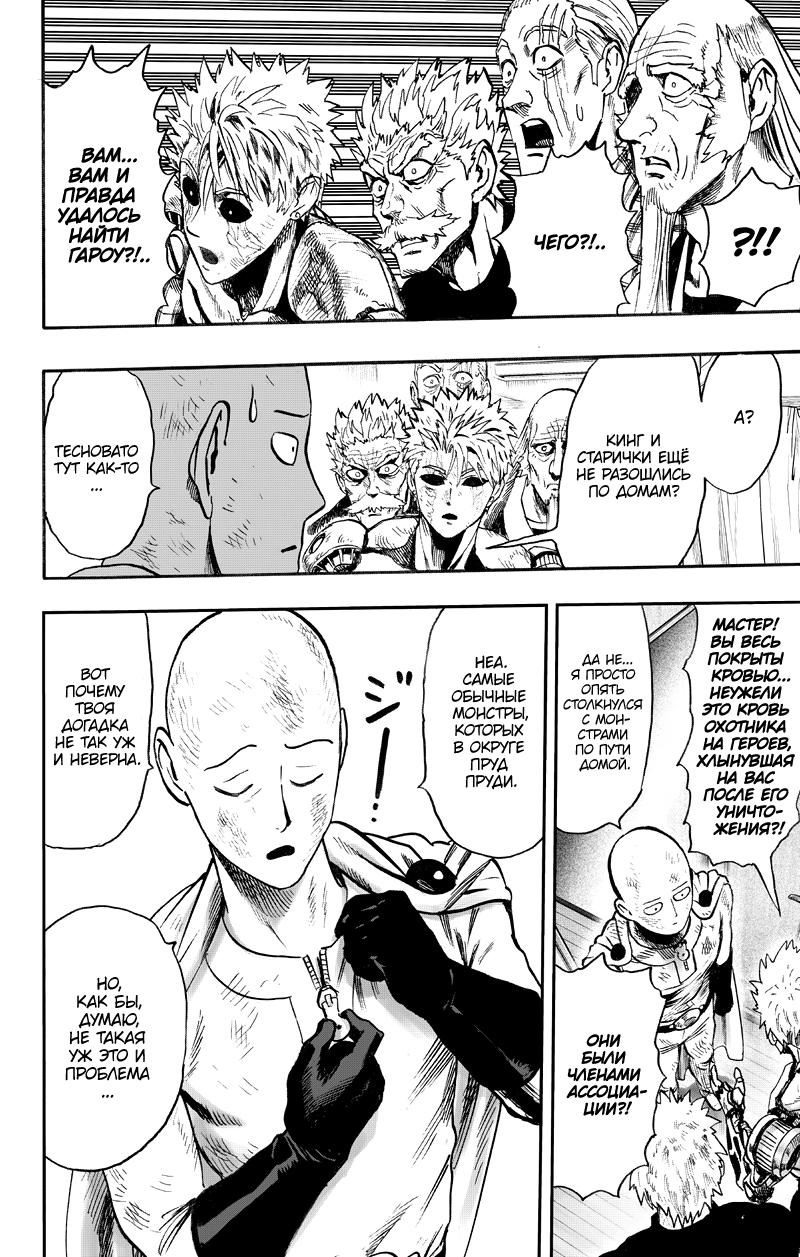 ?!!
ЧЕГО?!..
ВАМ...
ВАМ И
ПРАВДА
УДАЛОСЬ
НАЙТИ
ГАРОУ?!..
А?
КИНГ И
СТАРИЧКИ ЕЩЁ
НЕ РАЗОШЛИСЬ
ПО ДОМАМ?
ТЕСНОВАТО
ТУТ КАК-ТО
...
МАСТЕР!
ВЫ ВЕСЬ
ПОКРЫТЫ
КРОВЬЮ...
НЕУЖЕЛИ
ЭТО КРОВЬ
ОХОТНИКА
НА ГЕРОЕВ,
ХЛЫНУВШАЯ
НА ВАС
ПОСЛЕ ЕГО
УНИЧТО-
ЖЕНИЯ?!
ДА НЕ...
Я ПРОСТО
ОПЯТЬ
СТОЛКНУЛСЯ
С МОН-
СТРАМИ
ПО ПУТИ
ДОМОЙ.
ОНИ
БЫЛИ
ЧЛЕНАМИ
АССОЦИА-
ЦИИ?!
НЕА.
САМЫЕ
ОБЫЧНЫЕ
МОНСТРЫ,
КОТОРЫХ
В ОКРУГЕ
ПРУД
ПРУДИ.
ジー
ВОТ
ПОЧЕМУ
ТВОЯ
ДОГАДКА
НЕ ТАК УЖ
И НЕВЕРНА.
НО,
КАК БЫ,
ДУМАЮ,
НЕ ТАКАЯ
УЖ ЭТО И
ПРОБЛЕМА
...